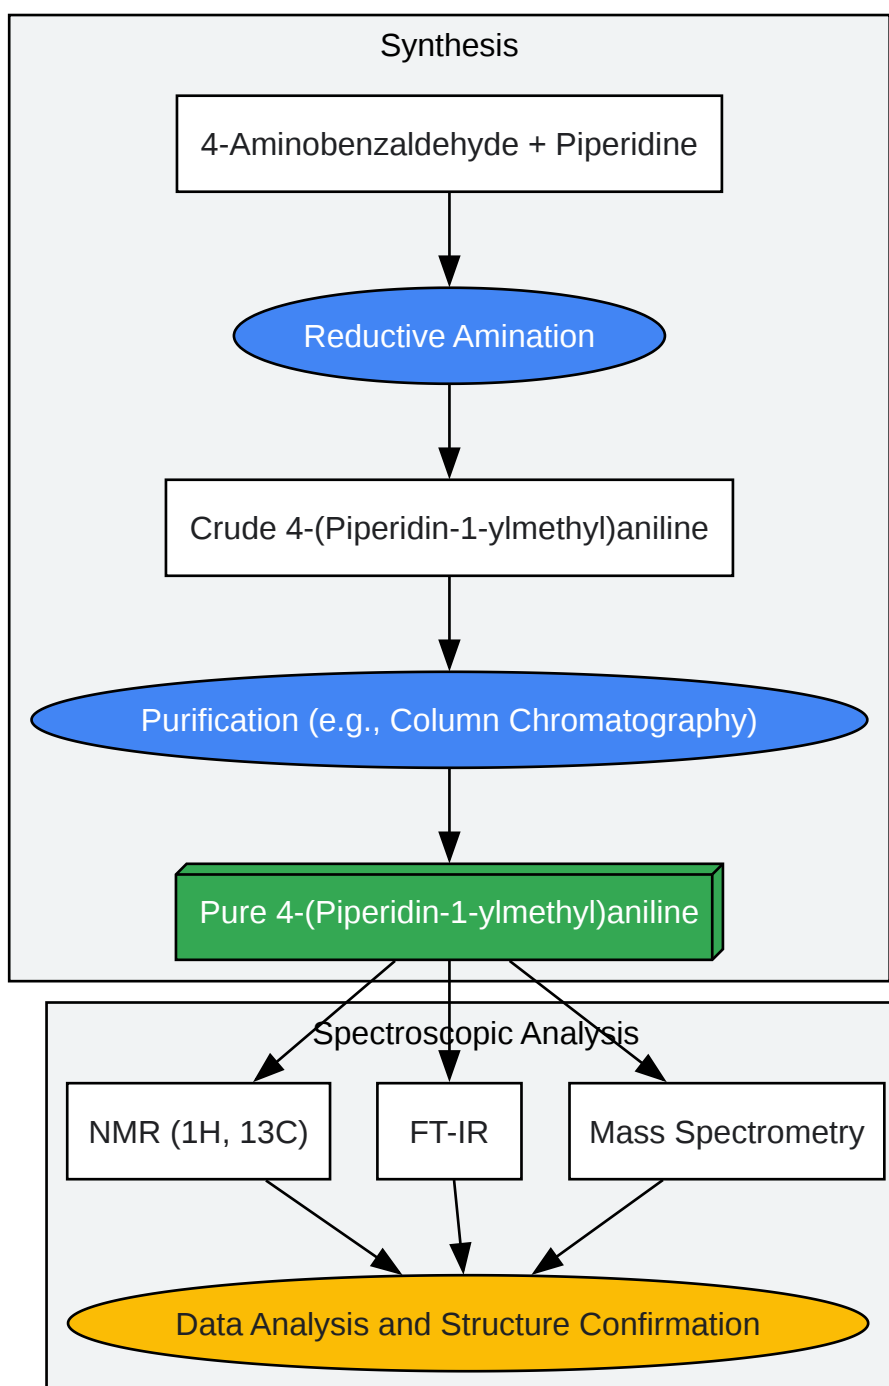 Synthesis
4-Aminobenzaldehyde + Piperidine
Reductive Amination
Crude 4-(Piperidin-1-ylmethyl)aniline
Purification (e.g., Column Chromatography)
Pure 4-(Piperidin-1-ylmethyl)aniline
Spectroscopic Analysis
NMR (1H, 13C)
FT-IR
Mass Spectrometry
Data Analysis and Structure Confirmation